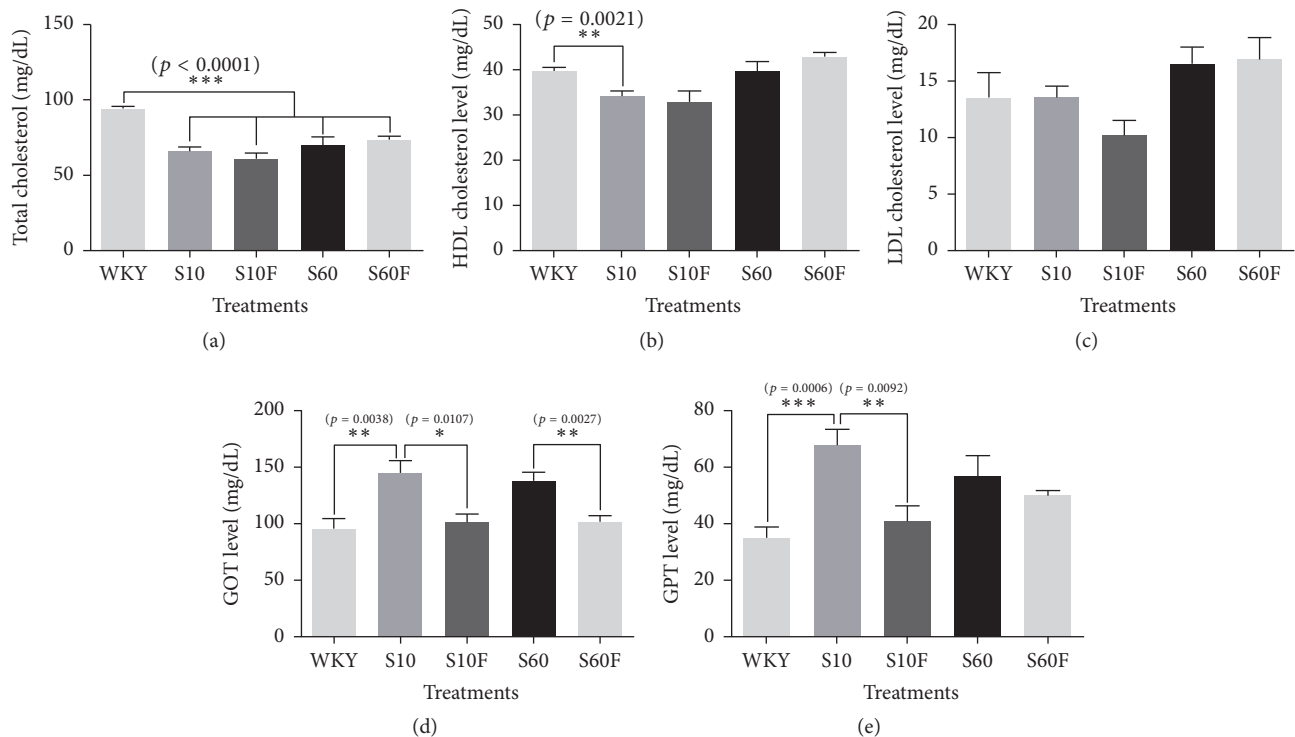 Total cholesterol (mg/dL)
150
100
50
0
(p < 0.0001)
***
WKY S10 S10F S60 S60F
Treatments
(a)
HDL cholesterol level (mg/dL)
50
40
30
20
10
0
(p = 0.0021)
**
WKY S10 S10F S60 S60F
Treatments
(b)
LDL cholesterol level (mg/dL)
20
15
10
5
0
WKY S10 S10F S60 S60F
Treatments
(c)
GOT level (mg/dL)
200
150
100
50
0
(p = 0.0038) (p = 0.0107) (p = 0.0027)
** * **
WKY S10 S10F S60 S60F
Treatments
(d)
GPT level (mg/dL)
80
60
40
20
0
(p = 0.0006) (p = 0.0092)
*** **
WKY S10 S10F S60 S60F
Treatments
(e)